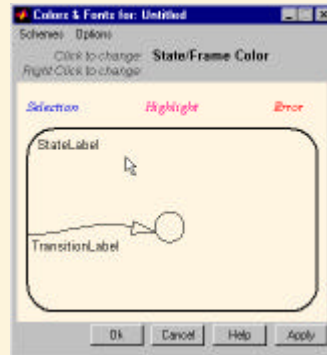 Colors & Fonts for: Untitled
Schemes Options
Click to change: State/Frame Color
Right-Click to change:
Selection Highlight Error
StateLabel
TransitionLabel
Ok Cancel Help Apply